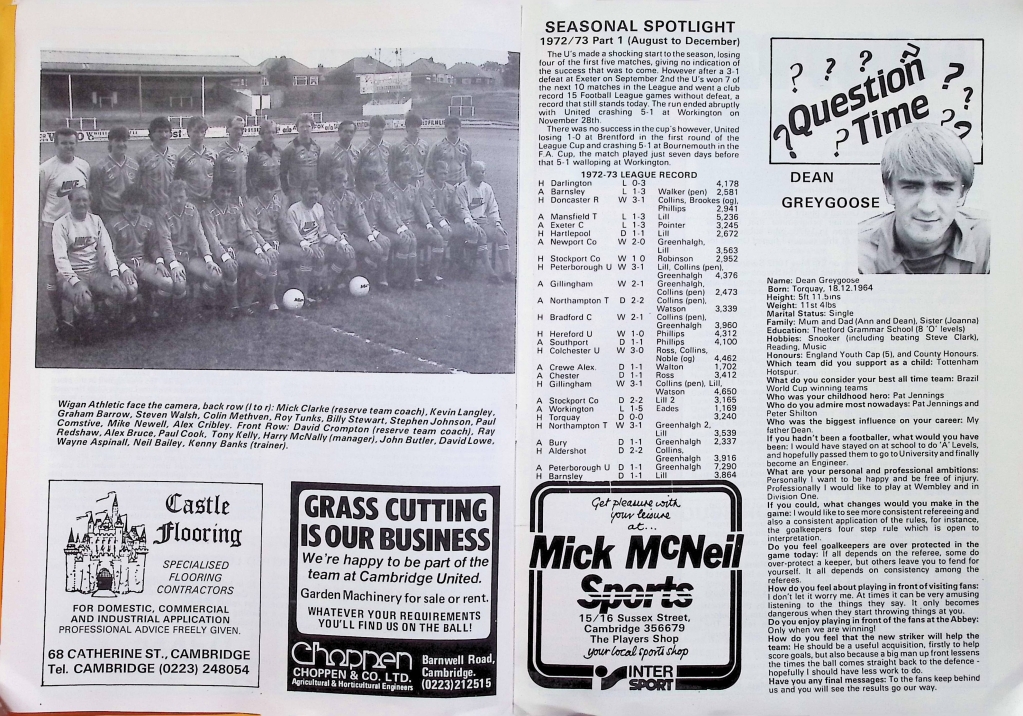 Wigan Athletic face the camera, back row (l to r): Mick Clarke (reserve team coach), Kevin Langley,
Graham Barrow, Steven Walsh, Colin Methven, Roy Tunks, Billy Stewart, Stephen Johnson, Paul
Comstive, Mike Newell, Alex Cribley. Front Row: David Crompton (reserve team coach), Ray
Redshaw, Alex Bruce, Paul Cook, Tony Kelly, Harry McNally (manager), John Butler, David Lowe,
Wayne Aspinall, Neil Bailey, Kenny Banks (trainer).
Castle
Flooring
SPECIALISED
FLOORING
CONTRACTORS
FOR DOMESTIC, COMMERCIAL
AND INDUSTRIAL APPLICATION
PROFESSIONAL ADVICE FREELY GIVEN.
68 CATHERINE ST., CAMBRIDGE
Tel. CAMBRIDGE (0223) 248054
GRASS CUTTING
IS OUR BUSINESS
We're happy to be part of the
team at Cambridge United.
Garden Machinery for sale or rent.
WHATEVER YOUR REQUIREMENTS
YOU'LL FIND US ON THE BALL!
Choppen
CHOPPEN & CO. LTD.
Agricultural & Horticultural Engineers
Barnwell Road,
Cambridge.
(0223) 212515
SEASONAL SPOTLIGHT
1972/73 Part 1 (August to December)
The U's made a shocking start to the season, losing
four of the first five matches, giving no indication of
the success that was to come. However after a 3-1
defeat at Exeter on September 2nd the U's won 7 of
the next 10 matches in the League and went a club
record 15 Football League games without defeat, a
record that still stands today. The run ended abruptly
with United crashing 5-1 at Workington on
November 28th.
There was no success in the cup's however, United
losing 1-0 at Brentford in the first round of the
League Cup and crashing 5-1 at Bournemouth in the
F.A. Cup, the match played just seven days before
that 5-1 walloping at Workington.
1972-73 LEAGUE RECORD
H Darlington L 0-3 4,178
A Barnsley L 1-3 Walker (pen) 2,581
H Doncaster R W 3-1 Collins, Brookes (og),
Phillips 2,941
A Mansfield T L 1-3 Lill 5,236
A Exeter C L 1-3 Pointer 3,245
H Hartlepool D 1-1 Lill 2,672
A Newport Co W 2-0 Greenhalgh,
Lill 3,563
H Stockport Co W 1 0 Robinson 2,952
H Peterborough U W 3-1 Lill, Collins (pen),
Greenhalgh 4,376
A Gillingham W 2-1 Greenhalgh,
Collins (pen) 2,473
A Northampton T D 2-2 Collins (pen),
Watson 3,339
H Bradford C W 2-1 Collins (pen),
Greenhalgh 3,960
H Hereford U W 1-0 Phillips 4,312
A Southport D 1-1 Phillips 4,100
H Colchester U W 3-0 Ross, Collins,
Noble (og) 4,462
A Crewe Alex. D 1-1 Walton 1,702
A Chester D 1-1 Ross 3,412
H Gillingham W 3-1 Collins (pen), Lill,
Watson 4,650
A Stockport Co D 2-2 Lill 2 3,165
A Workington L 1-5 Eades 1,169
H Torquay D 0-0 3,240
H Northampton T W 3-1 Greenhalgh 2,
Lill 3,539
A Bury D 1-1 Greenhalgh 2,337
H Aldershot D 2-2 Collins,
Greenhalgh 3,916
A Peterborough U D 1-1 Greenhalgh 7,290
H Barnsley D 1-1 Lill 3,864
Get pleasure with
your leisure
at...
Mick McNeil
Sports
15/16 Sussex Street,
Cambridge 356679
The Players Shop
your local sports shop
INTER
SPORT
Question
Time
DEAN
GREYGOOSE
Name: Dean Greygoose
Born: Torquay, 18.12.1964
Height: 5ft 11.5ins
Weight: 11st 4lbs
Marital Status: Single
Family: Mum and Dad (Ann and Dean), Sister (Joanna)
Education: Thetford Grammar School (8 'O' levels)
Hobbies: Snooker (including beating Steve Clark),
Reading, Music
Honours: England Youth Cap (5), and County Honours.
Which team did you support as a child: Tottenham
Hotspur.
What do you consider your best all time team: Brazil
World Cup winning teams
Who was your childhood hero: Pat Jennings
Who do you admire most nowadays: Pat Jennings and
Peter Shilton
Who was the biggest influence on your career: My
father Dean.
If you hadn't been a footballer, what would you have
been: I would have stayed on at school to do 'A' Levels,
and hopefully passed them to go to University and finally
become an Engineer.
What are your personal and professional ambitions:
Personally I want to be happy and be free of injury.
Professionally I would like to play at Wembley and in
Division One.
If you could, what changes would you make in the
game: I would like to see more consistent refereeing and
also a consistent application of the rules, for instance,
the goalkeepers four step rule which is open to
interpretation.
Do you feel goalkeepers are over protected in the
game today: If all depends on the referee, some do
over-protect a keeper, but others leave you to fend for
yourself. It all depends on consistency among the
referees.
How do you feel about playing in front of visiting fans:
I don't let it worry me. At times it can be very amusing
listening to the things they say. It only becomes
dangerous when they start throwing things at you.
Do you enjoy playing in front of the fans at the Abbey:
Only when we are winning!
How do you feel that the new striker will help the
team: He should be a useful acquisition, firstly to help
score goals, but also because a big man up front lessens
the times the ball comes straight back to the defence -
hopefully I should have less work to do.
Have you any final messages: To the fans keep behind
us and you will see the results go our way.